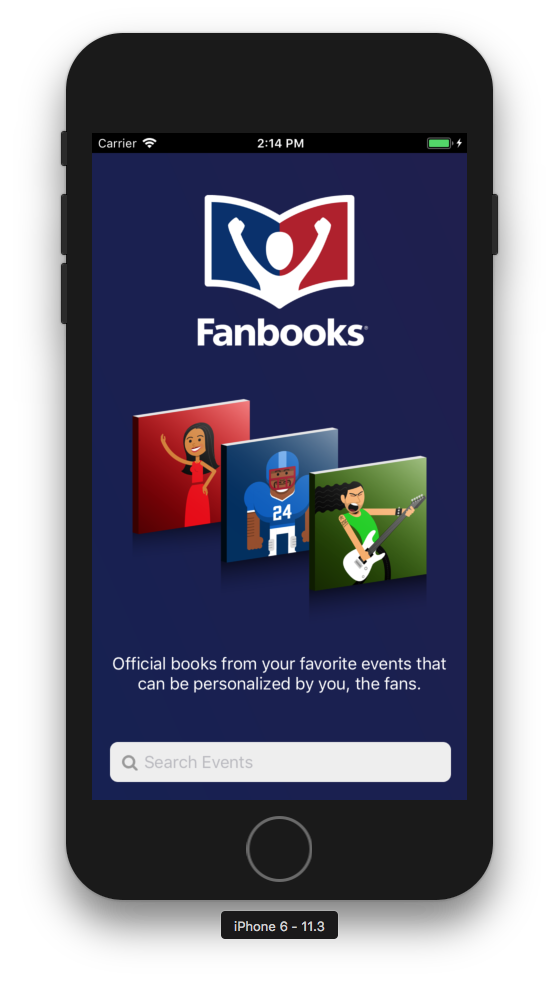 Carrier 2:14 PM
Fanbooks®
24
Official books from your favorite events that
can be personalized by you, the fans.
Search Events
iPhone 6 - 11.3